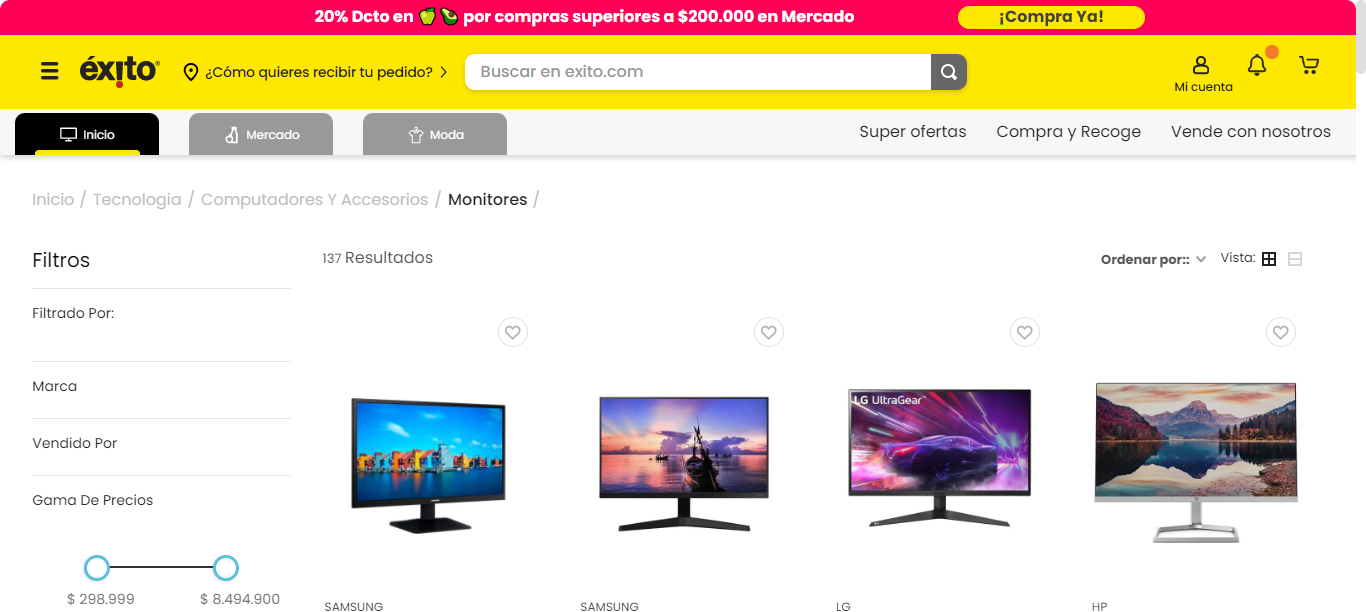 20% Dcto en 🍏🥑 por compras superiores a $200.000 en Mercado
¡Compra Ya!
éxito
¿Cómo quieres recibir tu pedido?
Buscar en exito.com
Mi cuenta
Inicio
Mercado
Moda
Super ofertas
Compra y Recoge
Vende con nosotros
Inicio / Tecnologia / Computadores Y Accesorios / Monitores /
Filtros
137 Resultados
Ordenar por::
Vista:
Filtrado Por:
Marca
Vendido Por
Gama De Precios
$ 298.999
$ 8.494.900
LG UltraGear™
SAMSUNG
SAMSUNG
LG
HP